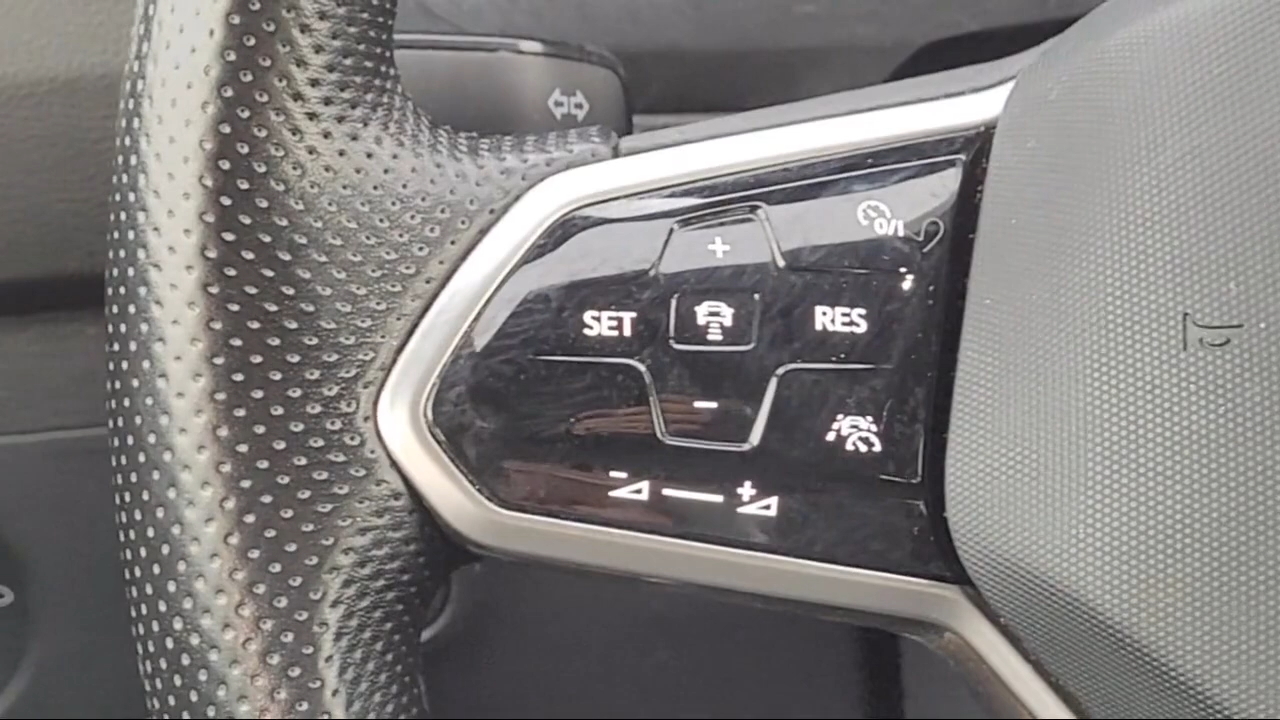 0/I
+
SET RES
-
- +